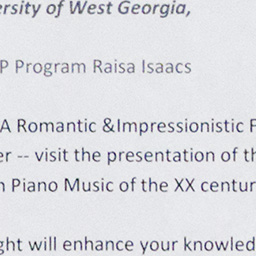 ersity of West Georgia,
P Program Raisa Isaacs
A Romantic &Impressionistic F
er -- visit the presentation of th
n Piano Music of the XX centur
ght will enhance your knowled